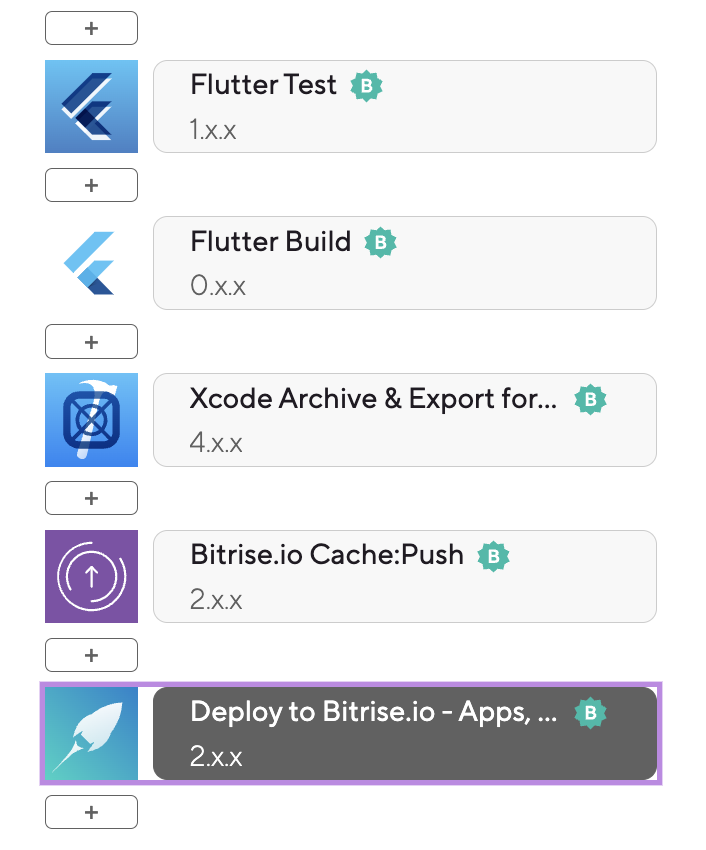 +
Flutter Test B
1.x.x
+
Flutter Build B
0.x.x
+
Xcode Archive & Export for... B
4.x.x
+
Bitrise.io Cache:Push B
2.x.x
+
Deploy to Bitrise.io - Apps, ... B
2.x.x
+